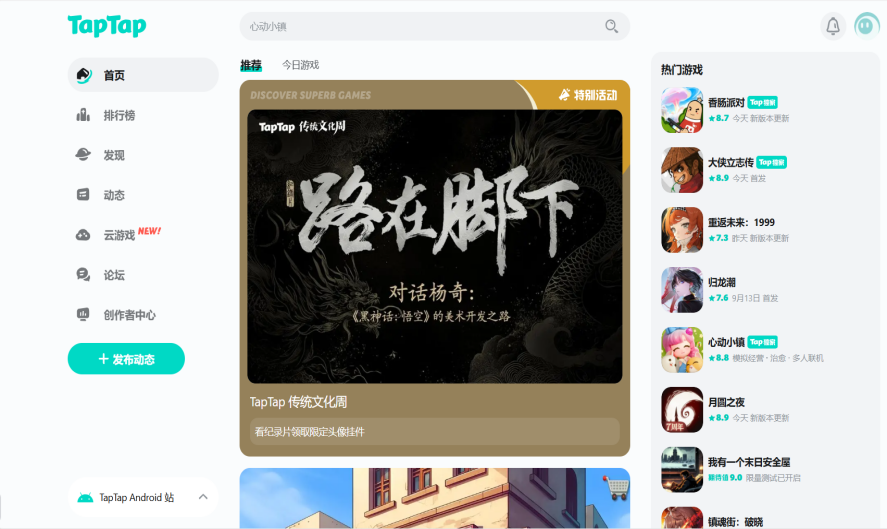 TapTap
心动小镇
首页
排行榜
发现
动态
云游戏 NEW!
论坛
创作者中心
+ 发布动态
TapTap Android 站
推荐
今日游戏
DISCOVER SUPERB GAMES
特别活动
TapTap 传统文化周
路在脚下
对话杨奇:
《黑神话:悟空》的美术开发之路
TapTap 传统文化周
看纪录片领取限定头像挂件
热门游戏
香肠派对
8.7 今天 新版本更新
大侠立志传
8.9 今天 首发
重返未来：1999
7.3 昨天 新版本更新
归龙潮
7.6 9月13日 首发
心动小镇
8.8 模拟经营 · 治愈 · 多人联机
月圆之夜
7周年
8.9 今天 新版本更新
我有一个末日安全屋
期待值 9.0 限量测试已开启
镇魂街：破晓